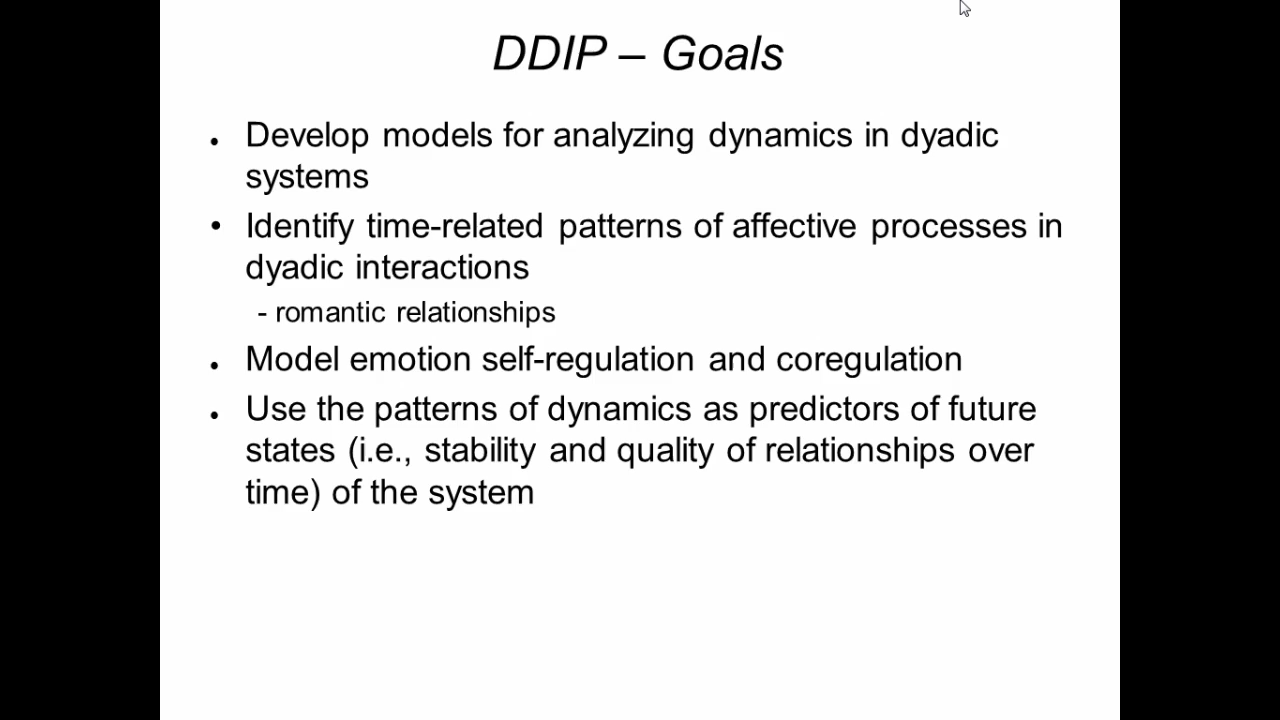 DDIP – Goals
• Develop models for analyzing dynamics in dyadic
systems
• Identify time-related patterns of affective processes in
dyadic interactions
- romantic relationships
• Model emotion self-regulation and coregulation
• Use the patterns of dynamics as predictors of future
states (i.e., stability and quality of relationships over
time) of the system